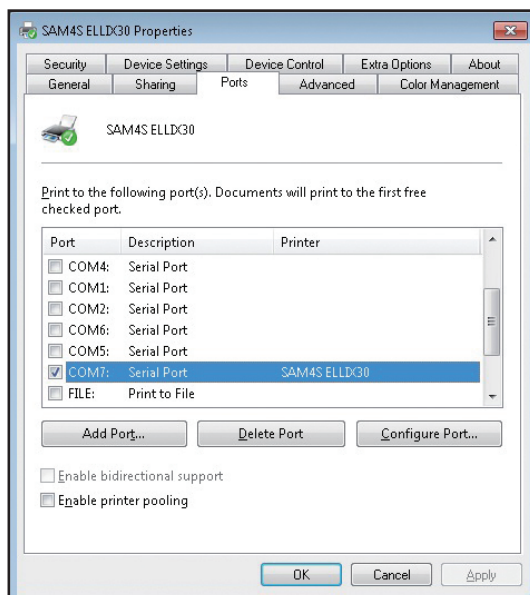 SAM4S ELLIX30 Properties
Security Device Settings Device Control Extra Options About
General Sharing Ports Advanced Color Management
SAM4S ELLIX30
Print to the following port(s). Documents will print to the first free
checked port.
Port Description Printer
COM4: Serial Port
COM1: Serial Port
COM2: Serial Port
COM6: Serial Port
COM5: Serial Port
COM7: Serial Port SAM4S ELLIX30
FILE: Print to File
Add Port... Delete Port Configure Port...
Enable bidirectional support
Enable printer pooling
OK Cancel Apply